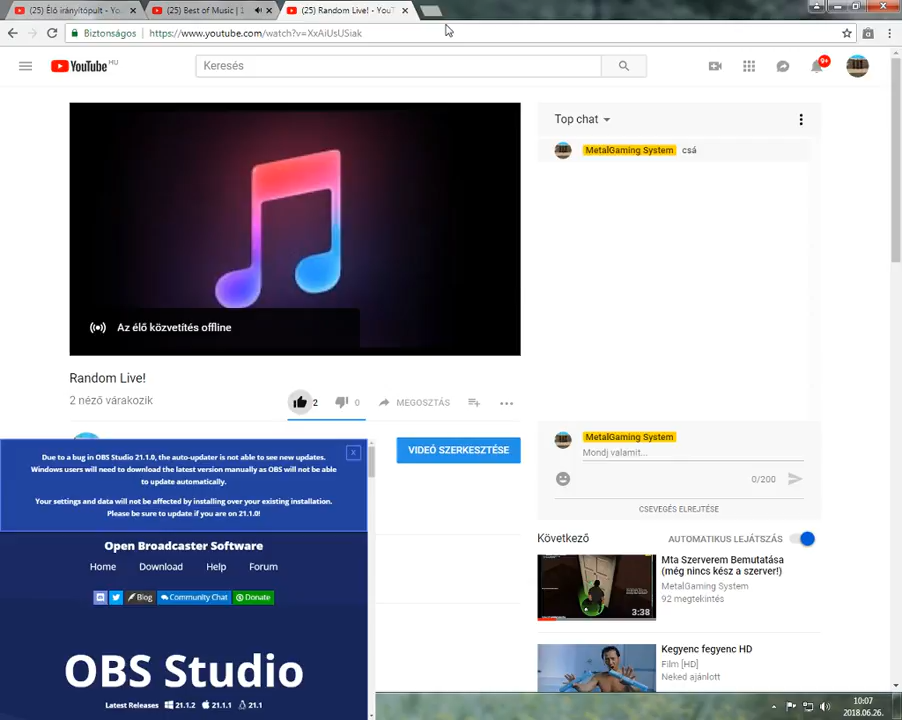 (25) Élő irányítópult - Yo
(25) Best of Music | 1
(25) Random Live! - YouT
Biztonságos
https://www.youtube.com/watch?v=XxAiUsUSiak
YouTube HU
Keresés
9+
Top chat
MetalGaming System csá
Az élő közvetítés offline
Random Live!
2 néző várakozik
2
0
MEGOSZTÁS
VIDEÓ SZERKESZTÉSE
MetalGaming System
Mondj valamit...
0/200
CSEVEGÉS ELREJTÉSE
Következő
AUTOMATIKUS LEJÁTSZÁS
Mta Szerverem Bemutatása
(még nincs kész a szerver!)
MetalGaming System
92 megtekintés
3:38
Kegyenc fegyenc HD
Film [HD]
Neked ajánlott
Due to a bug in OBS Studio 21.1.0, the auto-updater is not able to see new updates.
Windows users will need to download the latest version manually as OBS will not be able
to update automatically.
Your settings and data will not be affected by installing over your existing installation.
Please be sure to update if you are on 21.1.0!
X
Open Broadcaster Software
Home Download Help Forum
Blog Community Chat Donate
OBS Studio
Latest Releases 21.1.2 21.1.1 21.1
10:07
2018.06.26.